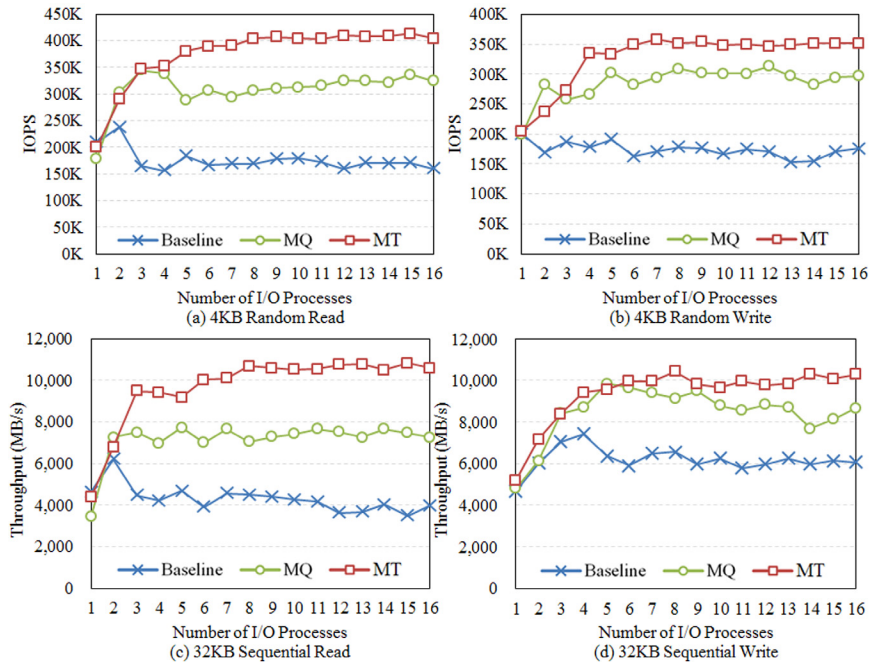 450K
400K
350K
300K
250K
200K
150K
100K
50K
0K
IOPS
Baseline MQ MT
1 2 3 4 5 6 7 8 9 10 11 12 13 14 15 16
Number of I/O Processes
(a) 4KB Random Read
400K
350K
300K
250K
200K
150K
100K
50K
0K
IOPS
Baseline MQ MT
1 2 3 4 5 6 7 8 9 10 11 12 13 14 15 16
Number of I/O Processes
(b) 4KB Random Write
12,000
10,000
8,000
6,000
4,000
2,000
0
Throughput (MB/s)
Baseline MQ MT
1 2 3 4 5 6 7 8 9 10 11 12 13 14 15 16
Number of I/O Processes
(c) 32KB Sequential Read
12,000
10,000
8,000
6,000
4,000
2,000
0
Throughput (MB/s)
Baseline MQ MT
1 2 3 4 5 6 7 8 9 10 11 12 13 14 15 16
Number of I/O Processes
(d) 32KB Sequential Write